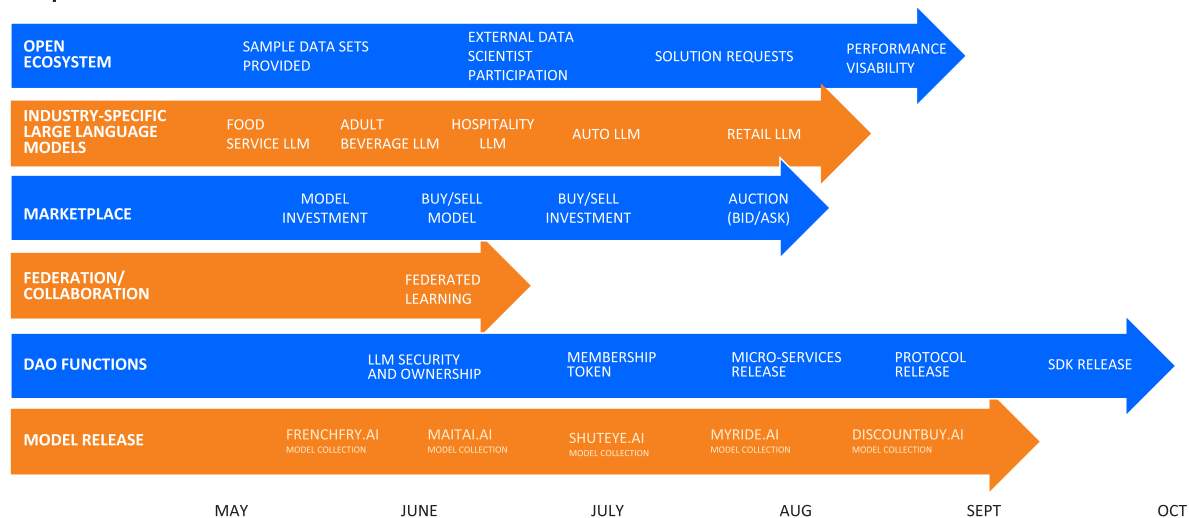 OPEN
ECOSYSTEM
SAMPLE DATA SETS
PROVIDED
EXTERNAL DATA
SCIENTIST
PARTICIPATION
SOLUTION REQUESTS
PERFORMANCE
VISABILITY
INDUSTRY-SPECIFIC
LARGE LANGUAGE
MODELS
FOOD
SERVICE LLM
ADULT
BEVERAGE LLM
HOSPITALITY
LLM
AUTO LLM
RETAIL LLM
MARKETPLACE
MODEL
INVESTMENT
BUY/SELL
MODEL
BUY/SELL
INVESTMENT
AUCTION
(BID/ASK)
FEDERATION/
COLLABORATION
FEDERATED
LEARNING
DAO FUNCTIONS
LLM SECURITY
AND OWNERSHIP
MEMBERSHIP
TOKEN
MICRO-SERVICES
RELEASE
PROTOCOL
RELEASE
SDK RELEASE
MODEL RELEASE
FRENCHFRY.AI
MODEL COLLECTION
MAITAI.AI
MODEL COLLECTION
SHUTEYE.AI
MODEL COLLECTION
MYRIDE.AI
MODEL COLLECTION
DISCOUNTBUY.AI
MODEL COLLECTION
MAY
JUNE
JULY
AUG
SEPT
OCT